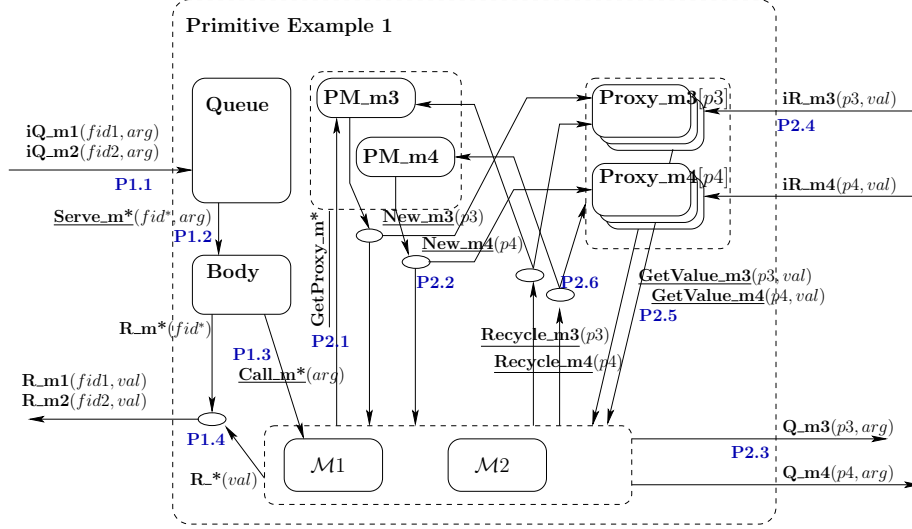 Primitive Example 1
Queue
PM_m3
PM_m4
Proxy_m3[p3]
Proxy_m4[p4]
iR_m3(p3, val)
P2.4
iR_m4(p4, val)
iQ_m1(fid1, arg)
iQ_m2(fid2, arg)
P1.1
Serve_m*(fid*, arg)
P1.2
New_m3(p3)
New_m4(p4)
GetProxy_m*
P2.1
P2.2
Body
P2.6
GetValue_m3(p3, val)
GetValue_m4(p4, val)
P2.5
R_m*(fid*)
P1.3
Call_m*(arg)
Recycle_m3(p3)
Recycle_m4(p4)
R_m1(fid1, val)
R_m2(fid2, val)
P1.4
R_*(val)
M1
M2
Q_m3(p3, arg)
P2.3
Q_m4(p4, arg)